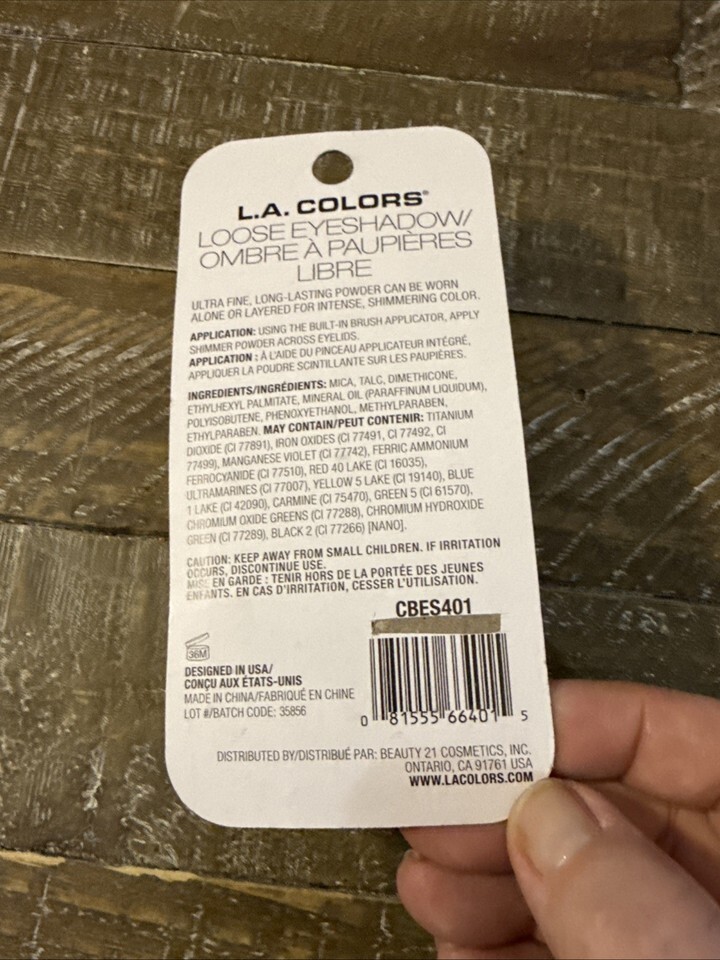 L.A. COLORS®
LOOSE EYESHADOW/
OMBRE À PAUPIÈRES
LIBRE
ULTRA FINE, LONG-LASTING POWDER CAN BE WORN
ALONE OR LAYERED FOR INTENSE, SHIMMERING COLOR.
APPLICATION: USING THE BUILT-IN BRUSH APPLICATOR, APPLY
SHIMMER POWDER ACROSS EYELIDS.
APPLICATION : À L'AIDE DU PINCEAU APPLICATEUR INTÉGRÉ,
APPLIQUER LA POUDRE SCINTILLANTE SUR LES PAUPIÈRES.
INGREDIENTS/INGRÉDIENTS: MICA, TALC, DIMETHICONE,
ETHYLHEXYL PALMITATE, MINERAL OIL (PARAFFINUM LIQUIDUM),
POLYISOBUTENE, PHENOXYETHANOL, METHYLPARABEN,
ETHYLPARABEN. MAY CONTAIN/PEUT CONTENIR: TITANIUM
DIOXIDE (CI 77891), IRON OXIDES (CI 77491, CI 77492, CI
77499), MANGANESE VIOLET (CI 77742), FERRIC AMMONIUM
FERROCYANIDE (CI 77510), RED 40 LAKE (CI 16035),
ULTRAMARINES (CI 77007), YELLOW 5 LAKE (CI 19140), BLUE
1 LAKE (CI 42090), CARMINE (CI 75470), GREEN 5 (CI 61570),
CHROMIUM OXIDE GREENS (CI 77288), CHROMIUM HYDROXIDE
GREEN (CI 77289), BLACK 2 (CI 77266) [NANO].
CAUTION: KEEP AWAY FROM SMALL CHILDREN. IF IRRITATION
OCCURS, DISCONTINUE USE.
MISE EN GARDE : TENIR HORS DE LA PORTÉE DES JEUNES
ENFANTS. EN CAS D'IRRITATION, CESSER L'UTILISATION.
CBES401
36M
DESIGNED IN USA/
CONÇU AUX ÉTATS-UNIS
MADE IN CHINA/FABRIQUÉ EN CHINE
LOT #/BATCH CODE: 35856
0 81555 66401 5
DISTRIBUTED BY/DISTRIBUÉ PAR: BEAUTY 21 COSMETICS, INC.
ONTARIO, CA 91761 USA
WWW.LACOLORS.COM